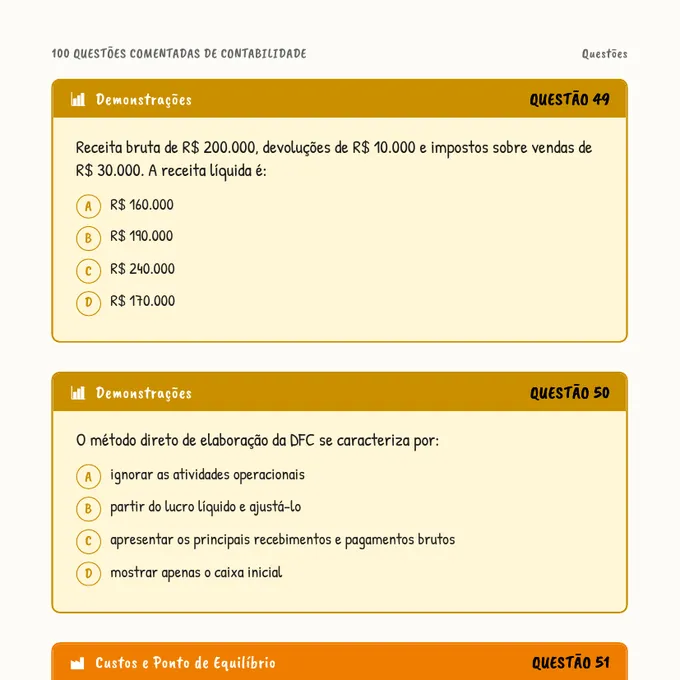 100 QUESTÕES COMENTADAS DE CONTABILIDADE
Questões
Demonstrações
QUESTÃO 49
Receita bruta de R$ 200.000, devoluções de R$ 10.000 e impostos sobre vendas de
R$ 30.000. A receita líquida é:
A R$ 160.000
B R$ 190.000
C R$ 240.000
D R$ 170.000
Demonstrações
QUESTÃO 50
O método direto de elaboração da DFC se caracteriza por:
A ignorar as atividades operacionais
B partir do lucro líquido e ajustá-lo
C apresentar os principais recebimentos e pagamentos brutos
D mostrar apenas o caixa inicial
Custos e Ponto de Equilíbrio
QUESTÃO 51